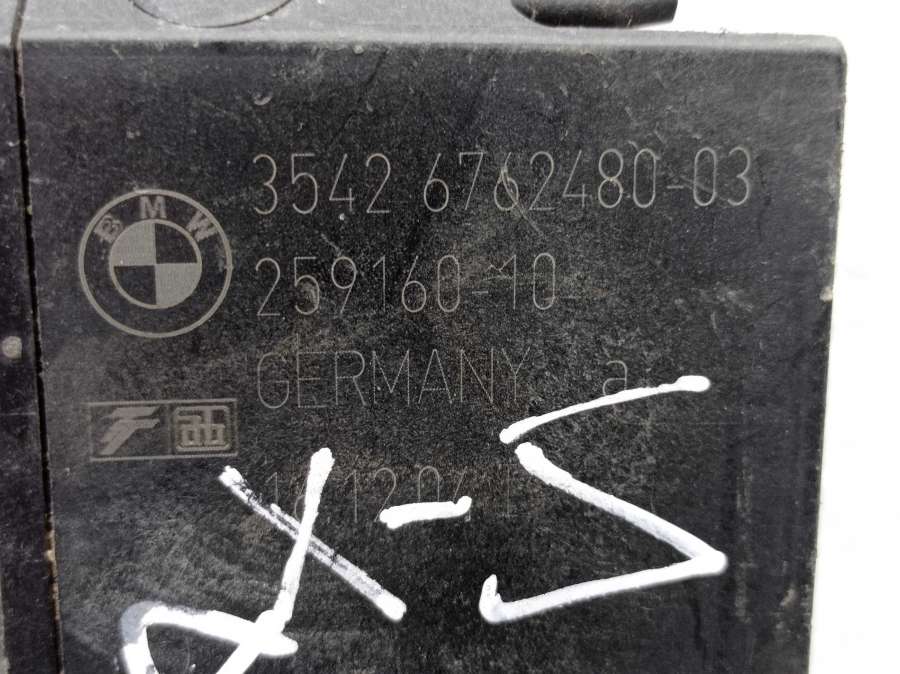 3542 6762480-03
BMW
259160-10
GERMANY a
X-5